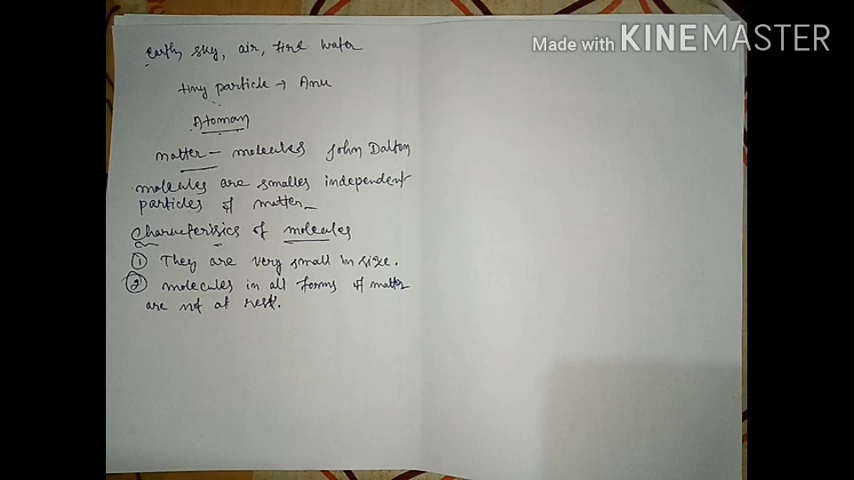 Made with KINEMASTER
Earth, sky, air, fire water
tiny particle → Anu
Atoman
matter – molecules John Dalton
molecules are smalles independent
particles of matter
Characterisics of molecules
① They are very small in size.
② molecules in all forms of matter
are not at rest.